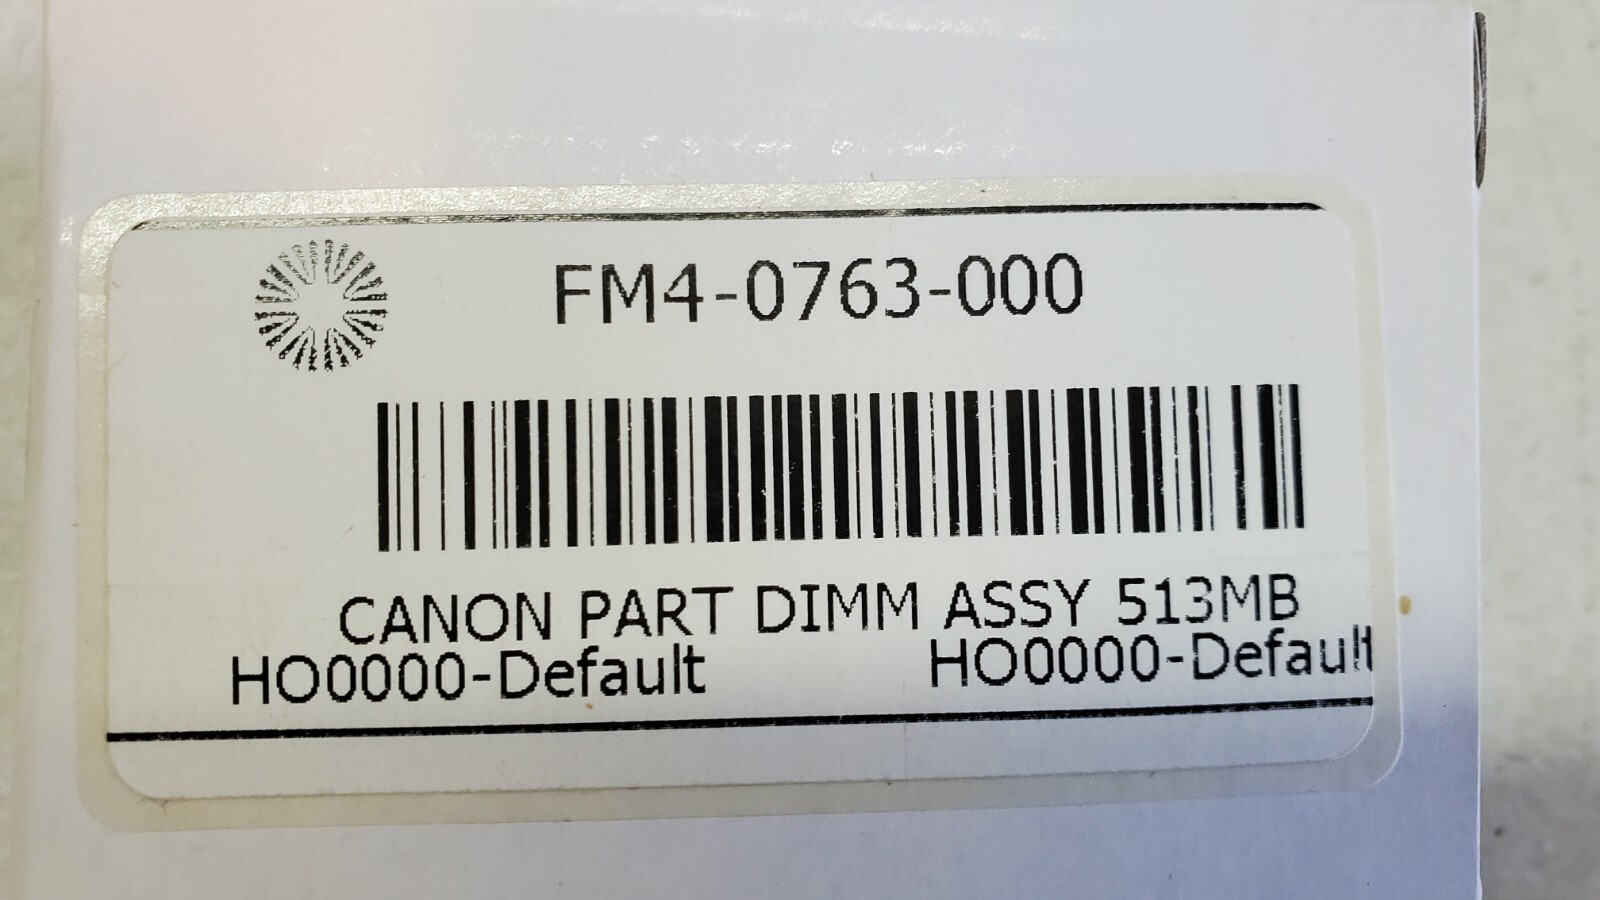 FM4-0763-000
CANON PART DIMM ASSY 513MB
HO0000-Default HO0000-Default